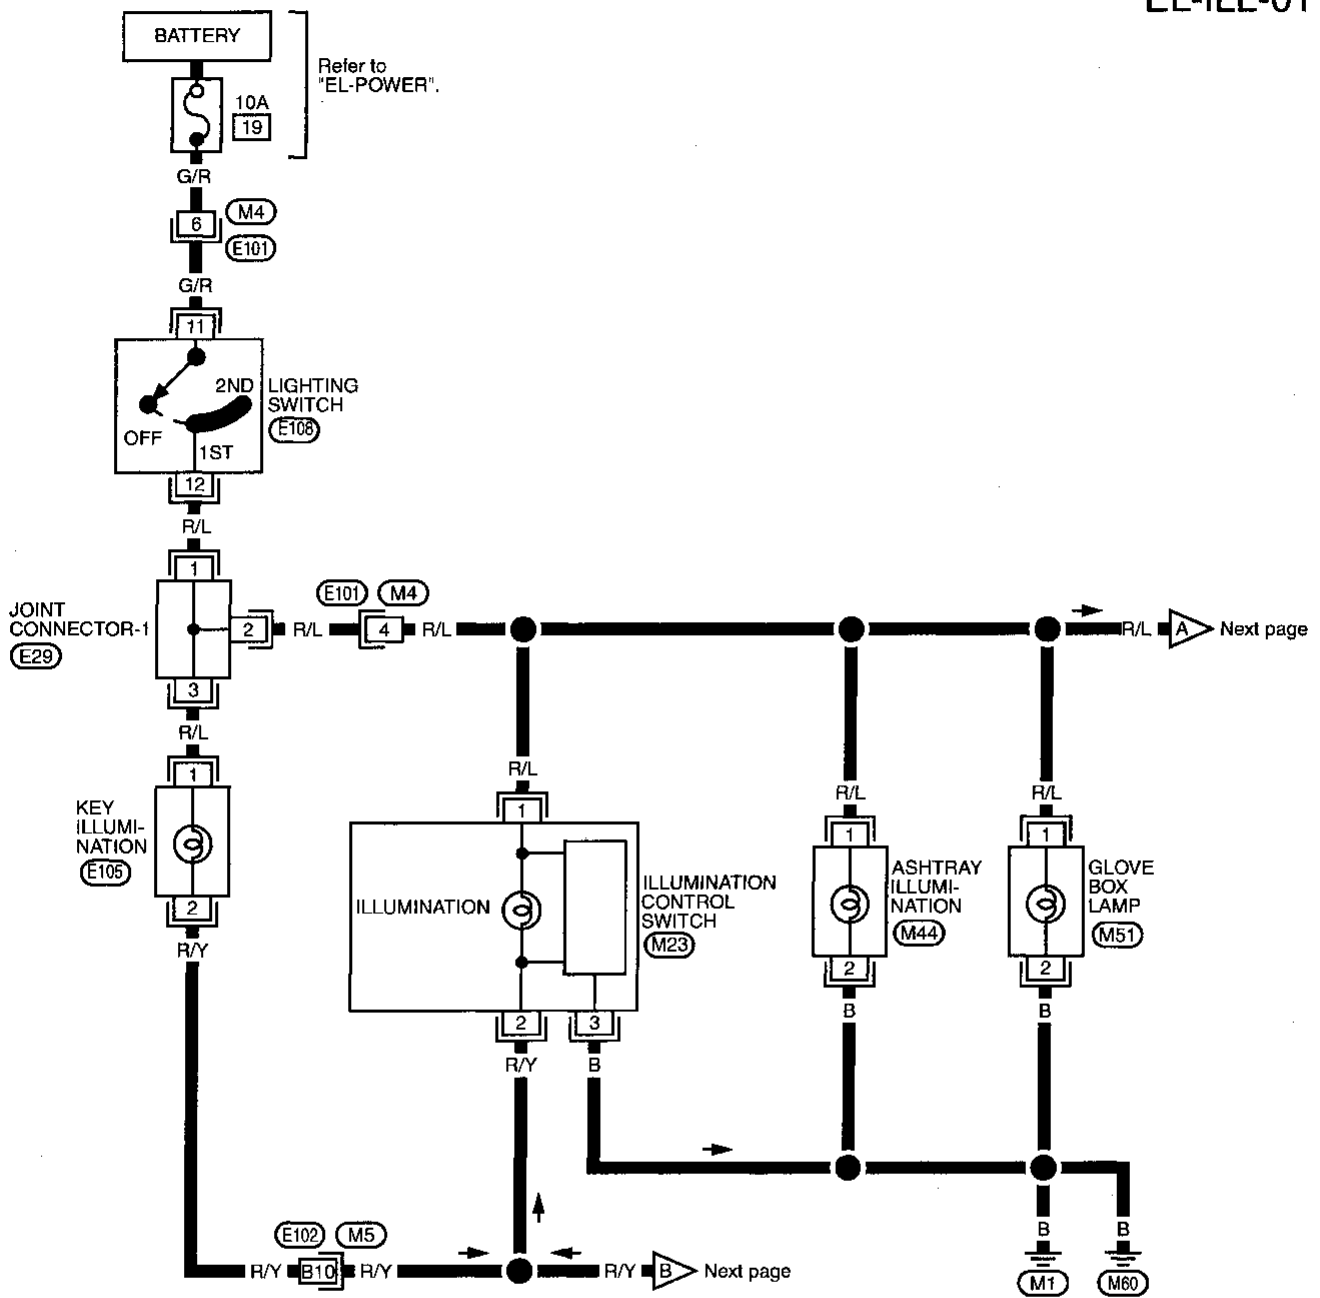 EL-ILL-01
BATTERY
Refer to
"EL-POWER".
10A
19
G/R
6
M4
E101
G/R
11
2ND
LIGHTING
SWITCH
E108
OFF
1ST
12
R/L
1
JOINT
CONNECTOR-1
E29
2
R/L
E101
M4
4
R/L
R/L
A
Next page
3
R/L
1
KEY
ILLUMI-
NATION
E105
2
R/Y
R/L
1
ILLUMINATION
ILLUMINATION
CONTROL
SWITCH
M23
2
3
R/Y
B
R/L
1
ASHTRAY
ILLUMI-
NATION
M44
2
B
R/L
1
GLOVE
BOX
LAMP
M51
2
B
E102
M5
R/Y
B10
R/Y
R/Y
B
Next page
B
M1
B
M60